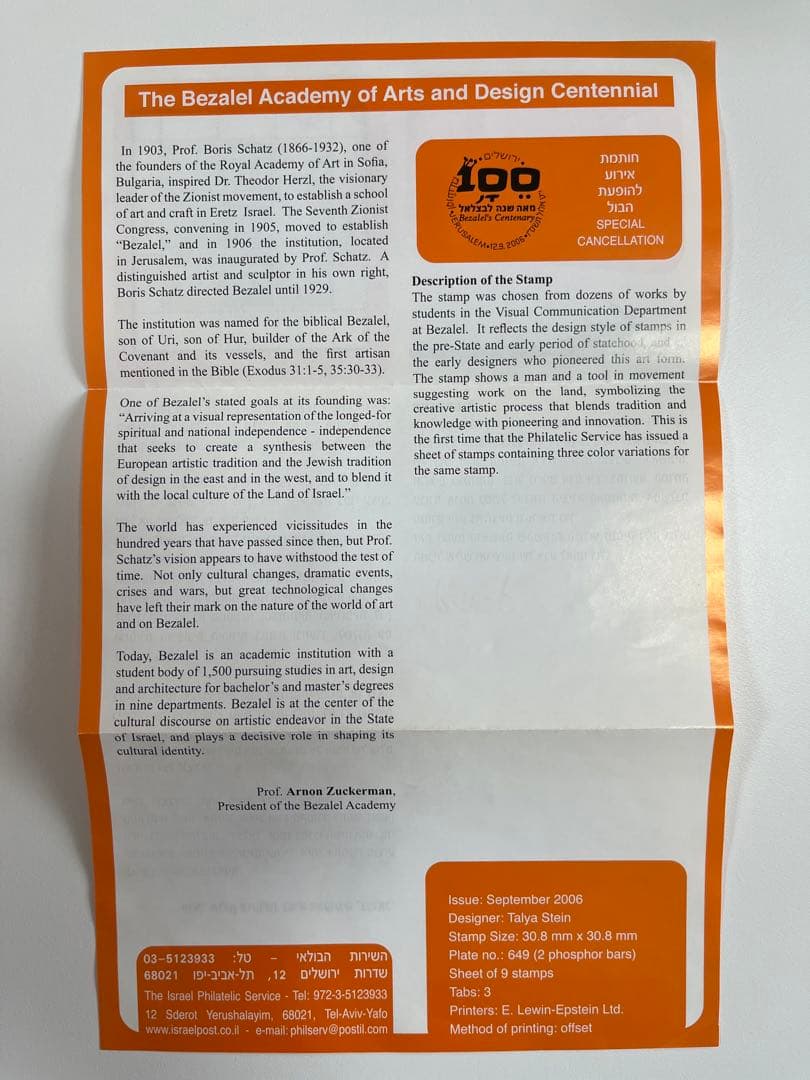 The Bezalel Academy of Arts and Design Centennial
In 1903, Prof. Boris Schatz (1866-1932), one of
the founders of the Royal Academy of Art in Sofia,
Bulgaria, inspired Dr. Theodor Herzl, the visionary
leader of the Zionist movement, to establish a school
of art and craft in Eretz Israel. The Seventh Zionist
Congress, convening in 1905, moved to establish
“Bezalel,” and in 1906 the institution, located
in Jerusalem, was inaugurated by Prof. Schatz. A
distinguished artist and sculptor in his own right,
Boris Schatz directed Bezalel until 1929.
The institution was named for the biblical Bezalel,
son of Uri, son of Hur, builder of the Ark of the
Covenant and its vessels, and the first artisan
mentioned in the Bible (Exodus 31:1-5, 35:30-33).
One of Bezalel’s stated goals at its founding was:
“Arriving at a visual representation of the longed-for
spiritual and national independence - independence
that seeks to create a synthesis between the
European artistic tradition and the Jewish tradition
of design in the east and in the west, and to blend it
with the local culture of the Land of Israel.”
The world has experienced vicissitudes in the
hundred years that have passed since then, but Prof.
Schatz’s vision appears to have withstood the test of
time. Not only cultural changes, dramatic events,
crises and wars, but great technological changes
have left their mark on the nature of the world of art
and on Bezalel.
Today, Bezalel is an academic institution with a
student body of 1,500 pursuing studies in art, design
and architecture for bachelor’s and master’s degrees
in nine departments. Bezalel is at the center of the
cultural discourse on artistic endeavor in the State
of Israel, and plays a decisive role in shaping its
cultural identity.
Prof. Arnon Zuckerman,
President of the Bezalel Academy
ירושלים
100
מאה שנה לבצלאל
Bezalel's Centenary
JERUSALEM•12.9.2006
חותמת
אירוע
להופעת
הבול
SPECIAL
CANCELLATION
Description of the Stamp
The stamp was chosen from dozens of works by
students in the Visual Communication Department
at Bezalel. It reflects the design style of stamps in
the pre-State and early period of statehood, and
the early designers who pioneered this art form.
The stamp shows a man and a tool in movement
suggesting work on the land, symbolizing the
creative artistic process that blends tradition and
knowledge with pioneering and innovation. This is
the first time that the Philatelic Service has issued a
sheet of stamps containing three color variations for
the same stamp.
השירות הבולאי – טל: 03-5123933
שדרות ירושלים 12, תל-אביב-יפו 68021
The Israel Philatelic Service - Tel: 972-3-5123933
12 Sderot Yerushalayim, 68021, Tel-Aviv-Yafo
www.israelpost.co.il - e-mail: philserv@postil.com
Issue: September 2006
Designer: Talya Stein
Stamp Size: 30.8 mm x 30.8 mm
Plate no.: 649 (2 phosphor bars)
Sheet of 9 stamps
Tabs: 3
Printers: E. Lewin-Epstein Ltd.
Method of printing: offset